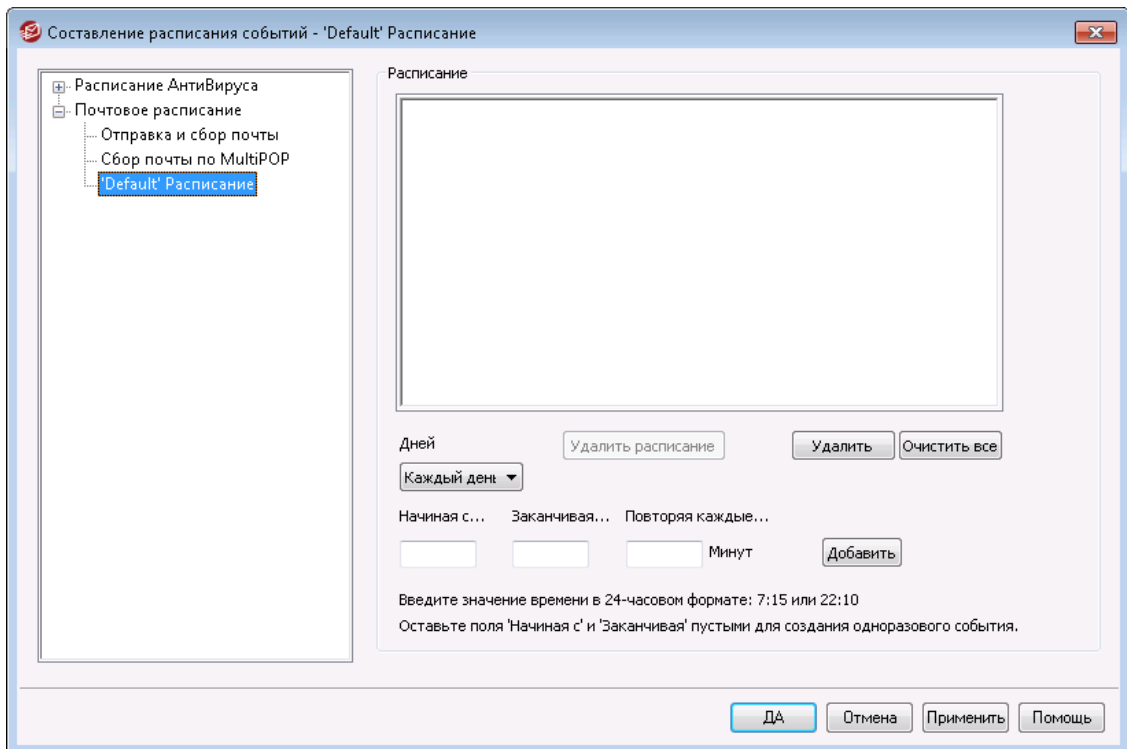 Составление расписания событий - 'Default' Расписание
Расписание АнтиВируса
Почтовое расписание
Отправка и сбор почты
Сбор почты по MultiPOP
'Default' Расписание
Расписание
Дней
Удалить расписание
Удалить
Очистить все
Каждый день
Начиная с...
Заканчивая...
Повторяя каждые...
Минут
Добавить
Введите значение времени в 24-часовом формате: 7:15 или 22:10
Оставьте поля 'Начиная с' и 'Заканчивая' пустыми для создания одноразового события.
ДА
Отмена
Применить
Помощь